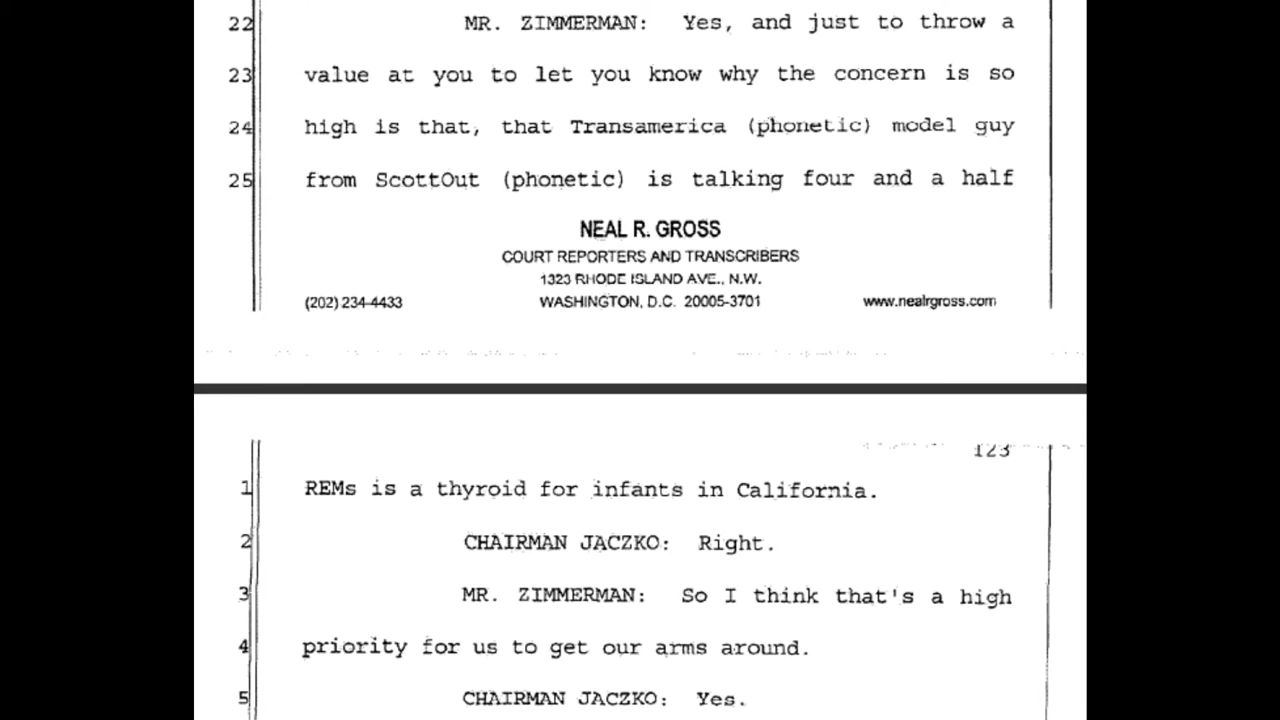 22 MR. ZIMMERMAN: Yes, and just to throw a
23 value at you to let you know why the concern is so
24 high is that, that Transamerica (phonetic) model guy
25 from ScottOut (phonetic) is talking four and a half
NEAL R. GROSS
COURT REPORTERS AND TRANSCRIBERS
1323 RHODE ISLAND AVE., N.W.
(202) 234-4433 WASHINGTON, D.C. 20005-3701 www.nealrgross.com
123
1 REMs is a thyroid for infants in California.
2 CHAIRMAN JACZKO: Right.
3 MR. ZIMMERMAN: So I think that's a high
4 priority for us to get our arms around.
5 CHAIRMAN JACZKO: Yes.